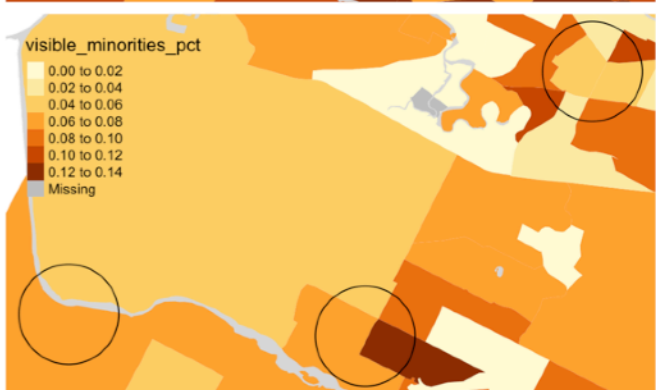 visible_minorities_pct
0.00 to 0.02
0.02 to 0.04
0.04 to 0.06
0.06 to 0.08
0.08 to 0.10
0.10 to 0.12
0.12 to 0.14
Missing